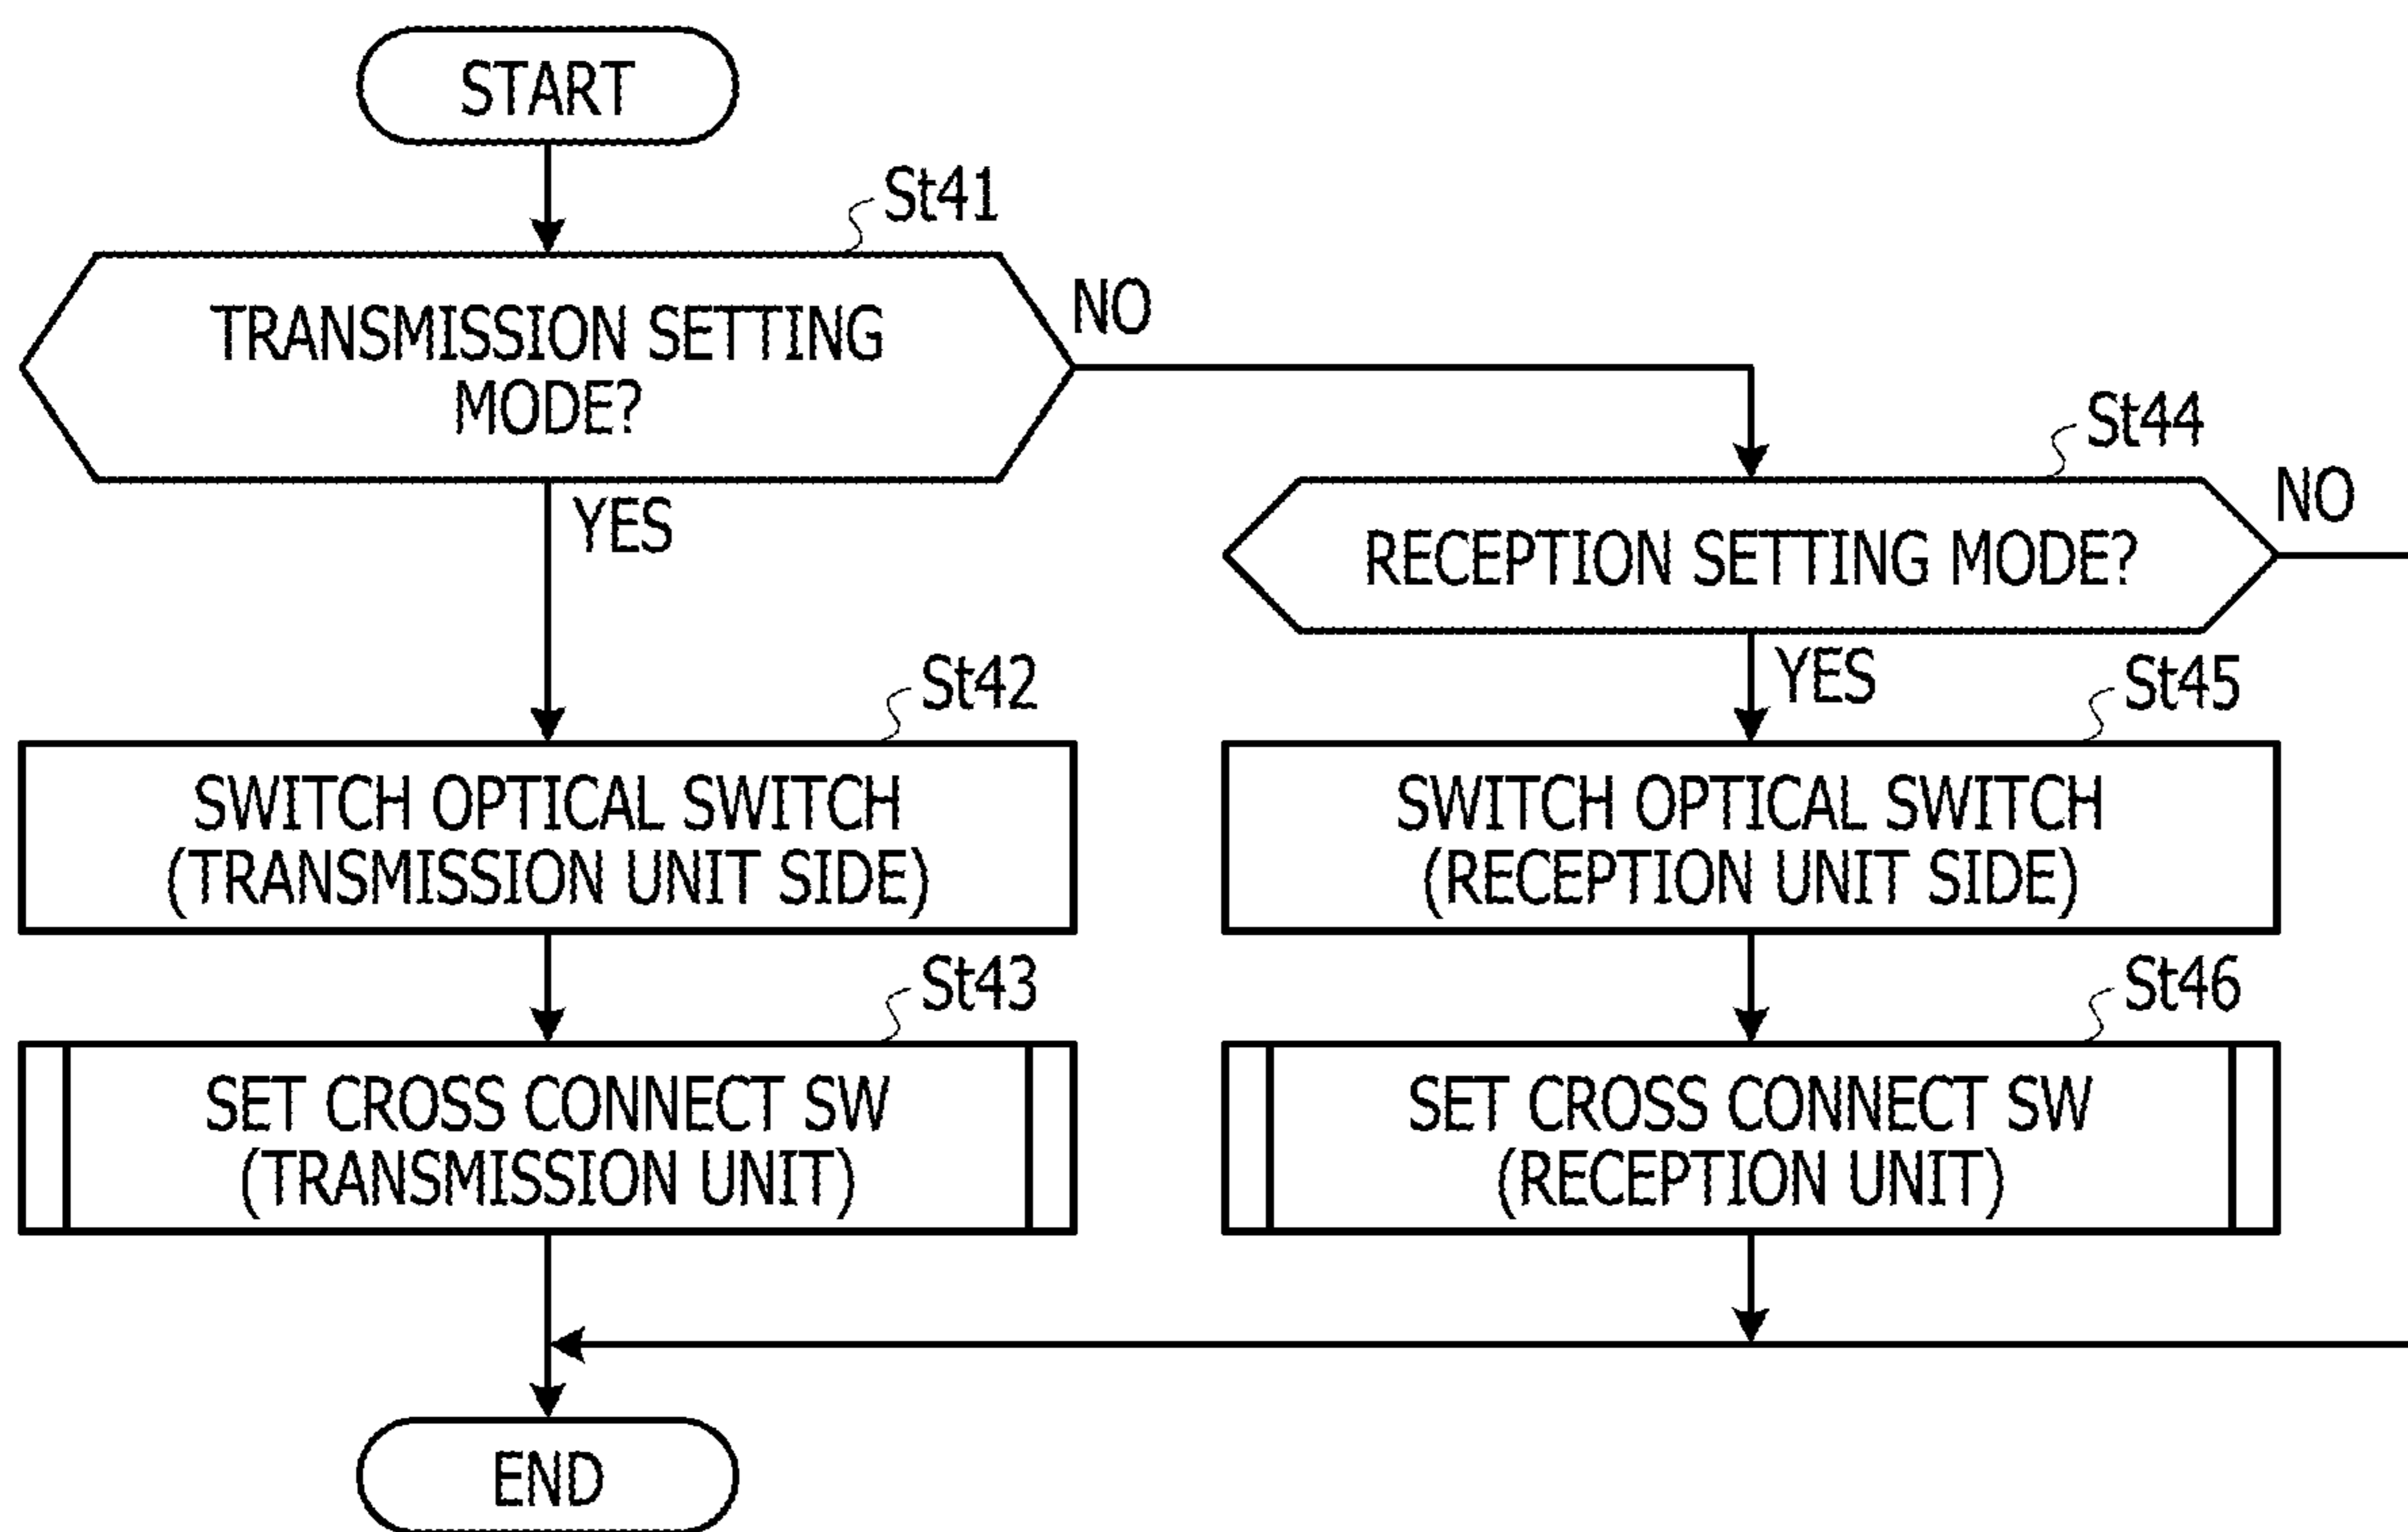 START
St41
TRANSMISSION SETTING
MODE?
NO
YES
St44
RECEPTION SETTING MODE?
NO
YES
St42
SWITCH OPTICAL SWITCH
(TRANSMISSION UNIT SIDE)
St45
SWITCH OPTICAL SWITCH
(RECEPTION UNIT SIDE)
St43
SET CROSS CONNECT SW
(TRANSMISSION UNIT)
St46
SET CROSS CONNECT SW
(RECEPTION UNIT)
END